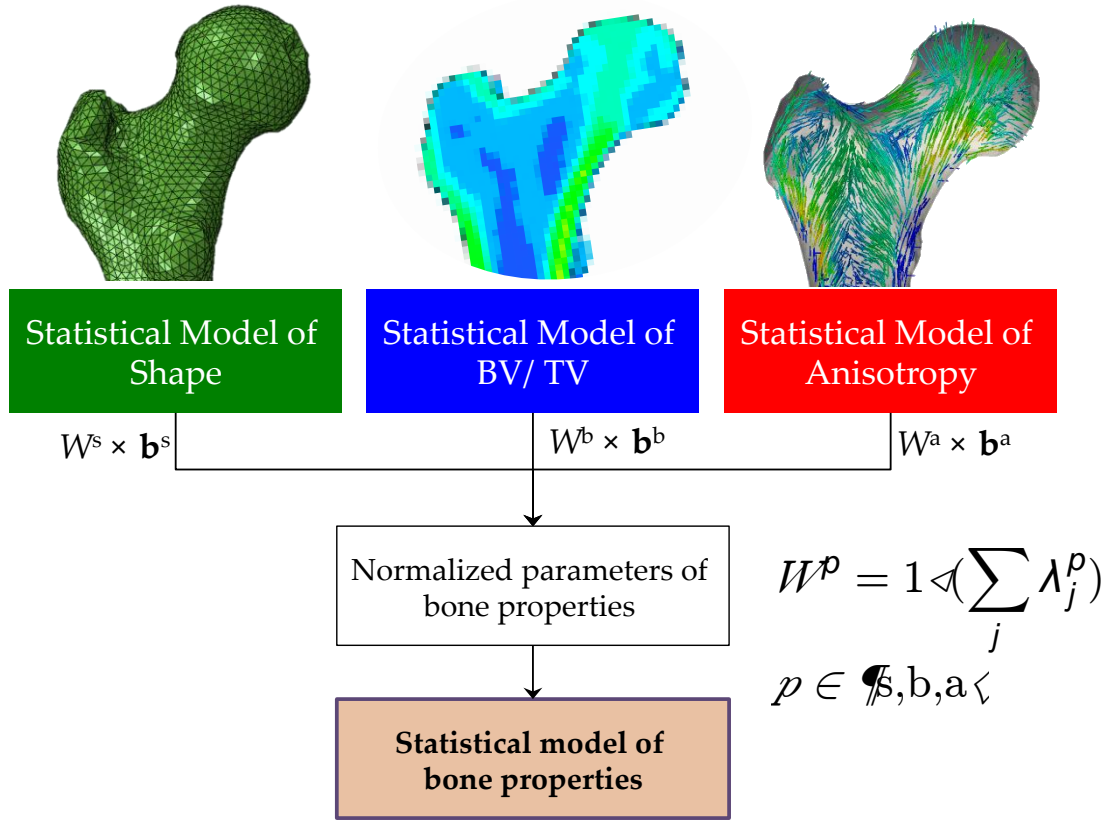 Statistical Model of
Shape
Statistical Model of
BV/ TV
Statistical Model of
Anisotropy
Wˢ × bˢ
Wᵇ × bᵇ
Wᵃ × bᵃ
Normalized parameters of
bone properties
Wᵖ = 1◁(∑ⱼ λⱼᵖ)
p ∈ ¶s,b,a⟨
Statistical model of
bone properties